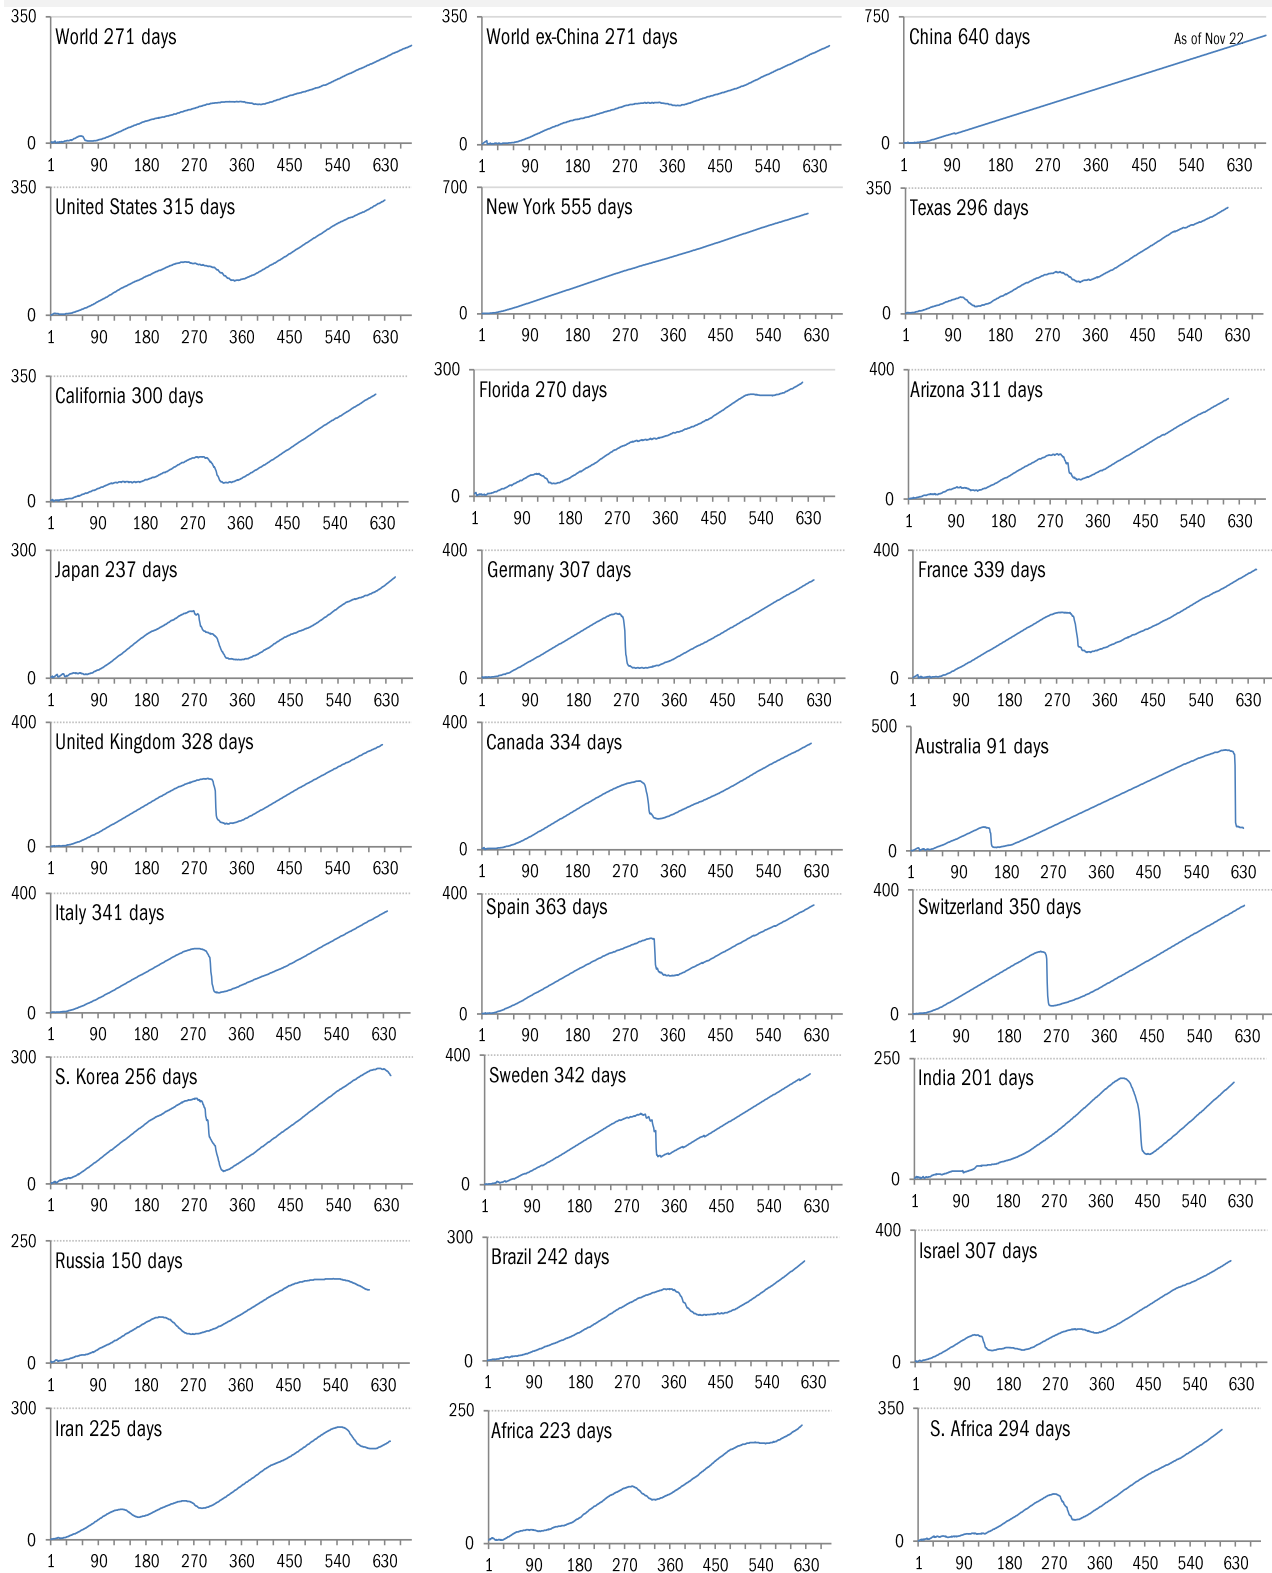 350
World 271 days
0
1 90 180 270 360 450 540 630
350
World ex-China 271 days
0
1 90 180 270 360 450 540 630
750
China 640 days
As of Nov 22
0
1 90 180 270 360 450 540 630
350
United States 315 days
0
1 90 180 270 360 450 540 630
700
New York 555 days
0
1 90 180 270 360 450 540 630
350
Texas 296 days
0
1 90 180 270 360 450 540 630
350
California 300 days
0
1 90 180 270 360 450 540 630
300
Florida 270 days
0
1 90 180 270 360 450 540 630
400
Arizona 311 days
0
1 90 180 270 360 450 540 630
300
Japan 237 days
0
1 90 180 270 360 450 540 630
400
Germany 307 days
0
1 90 180 270 360 450 540 630
400
France 339 days
0
1 90 180 270 360 450 540 630
400
United Kingdom 328 days
0
1 90 180 270 360 450 540 630
400
Canada 334 days
0
1 90 180 270 360 450 540 630
500
Australia 91 days
0
1 90 180 270 360 450 540 630
400
Italy 341 days
0
1 90 180 270 360 450 540 630
400
Spain 363 days
0
1 90 180 270 360 450 540 630
400
Switzerland 350 days
0
1 90 180 270 360 450 540 630
300
S. Korea 256 days
0
1 90 180 270 360 450 540 630
400
Sweden 342 days
0
1 90 180 270 360 450 540 630
250
India 201 days
0
1 90 180 270 360 450 540 630
250
Russia 150 days
0
1 90 180 270 360 450 540 630
300
Brazil 242 days
0
1 90 180 270 360 450 540 630
400
Israel 307 days
0
1 90 180 270 360 450 540 630
300
Iran 225 days
0
1 90 180 270 360 450 540 630
250
Africa 223 days
0
1 90 180 270 360 450 540 630
350
S. Africa 294 days
0
1 90 180 270 360 450 540 630